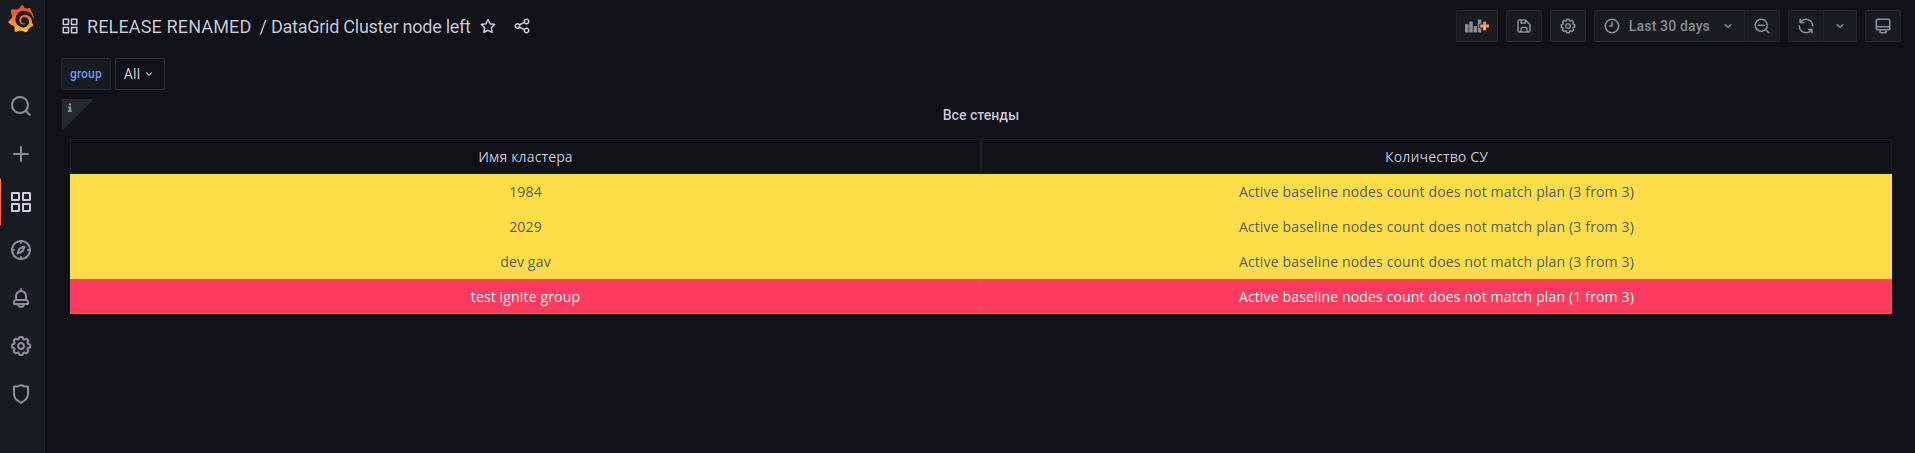 RELEASE RENAMED / DataGrid Cluster node left
Last 30 days
group All
i
Все стенды
Имя кластера Количество СУ
1984 Active baseline nodes count does not match plan (3 from 3)
2029 Active baseline nodes count does not match plan (3 from 3)
dev gav Active baseline nodes count does not match plan (3 from 3)
test ignite group Active baseline nodes count does not match plan (1 from 3)